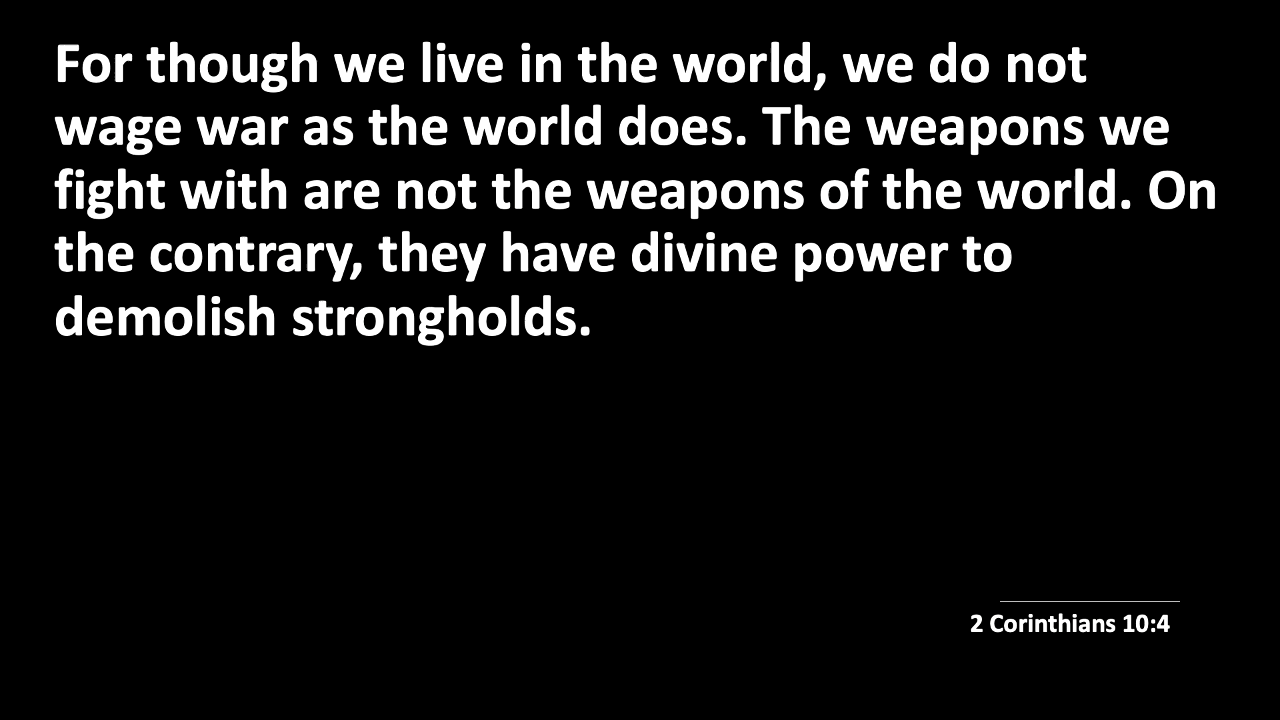 For though we live in the world, we do not
wage war as the world does. The weapons we
fight with are not the weapons of the world. On
the contrary, they have divine power to
demolish strongholds.
2 Corinthians 10:4